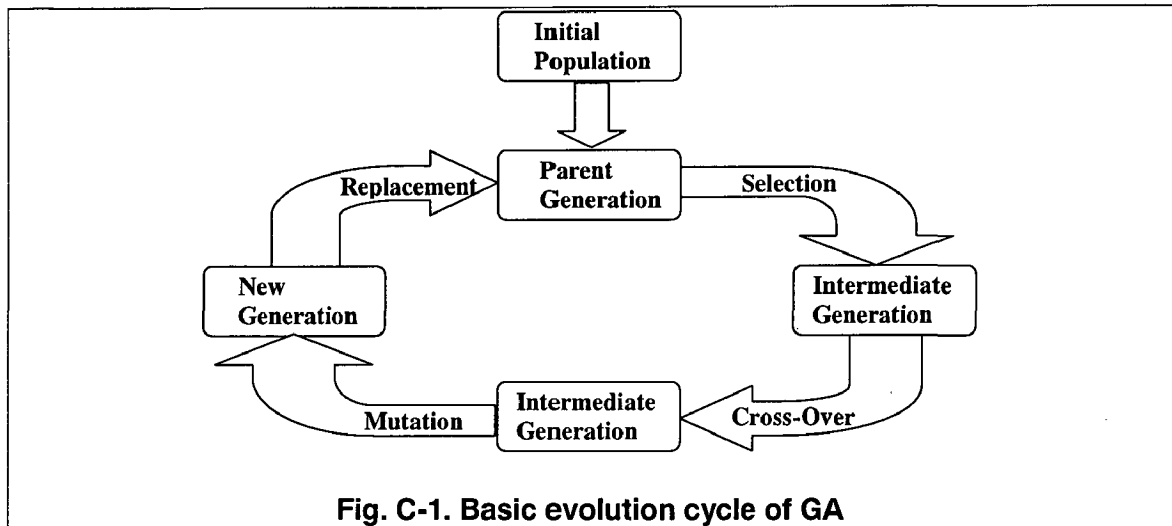 Initial
Population
Parent
Generation
Replacement
Selection
New
Generation
Intermediate
Generation
Intermediate
Generation
Mutation
Cross-Over
Fig. C-1. Basic evolution cycle of GA